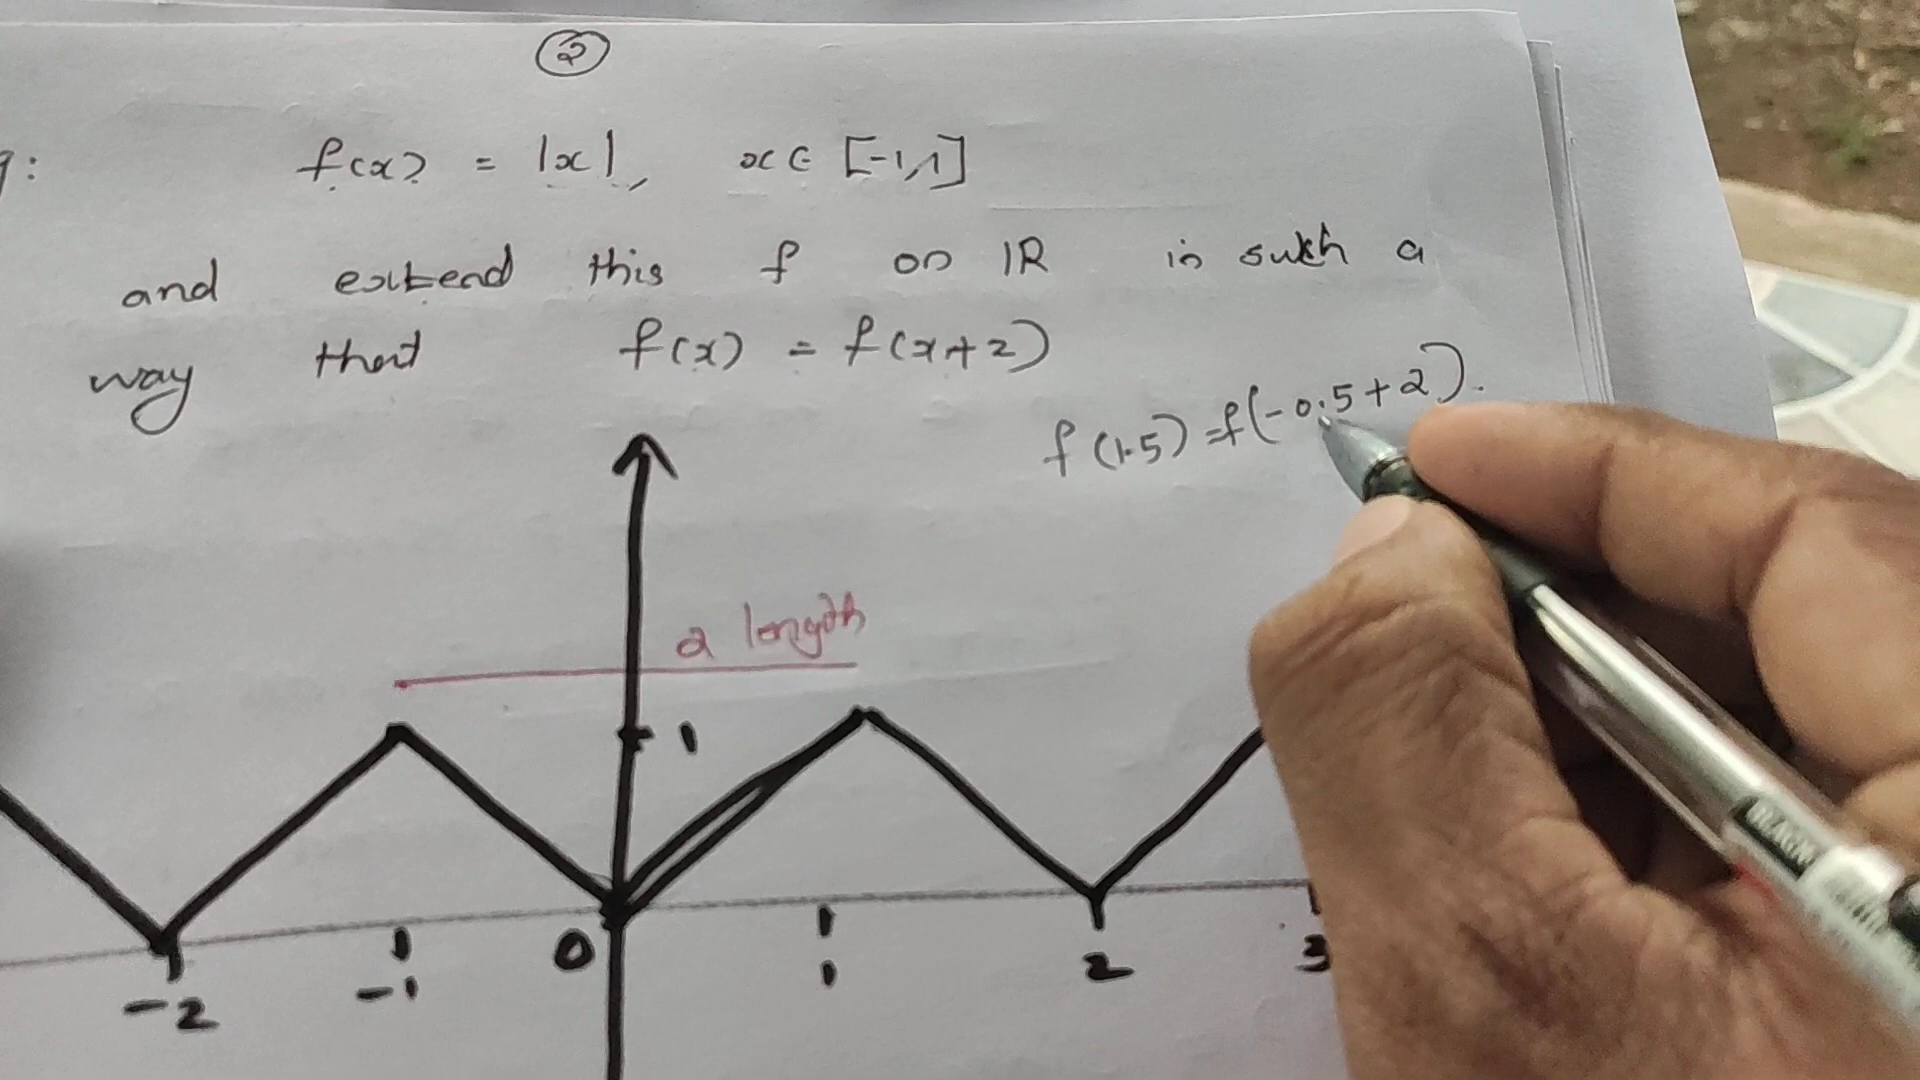 2
f(x) = |x|, x ∈ [-1,1]
and extend this f on IR in such a
way that f(x) = f(x+2)
f(1.5) = f(-0.5+2).
2 length
1
0
-2 -1 1 2 3